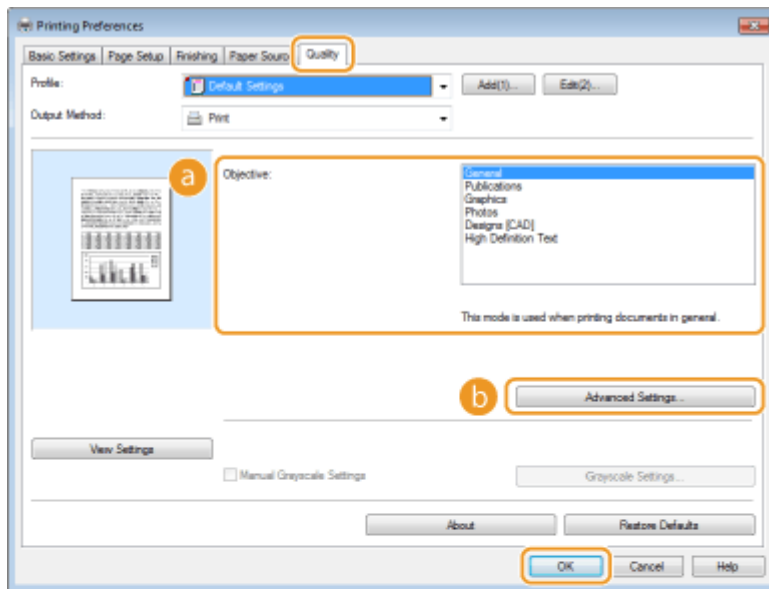 Printing Preferences
Basic Settings Page Setup Finishing Paper Source Quality
Profile: Default Settings Add(1)... Edit(2)...
Output Method: Print
a
Objective:
General
Publications
Graphics
Photos
Designs [CAD]
High Definition Text
This mode is used when printing documents in general.
b
Advanced Settings...
View Settings
Manual Grayscale Settings Grayscale Settings...
About Restore Defaults
OK Cancel Help